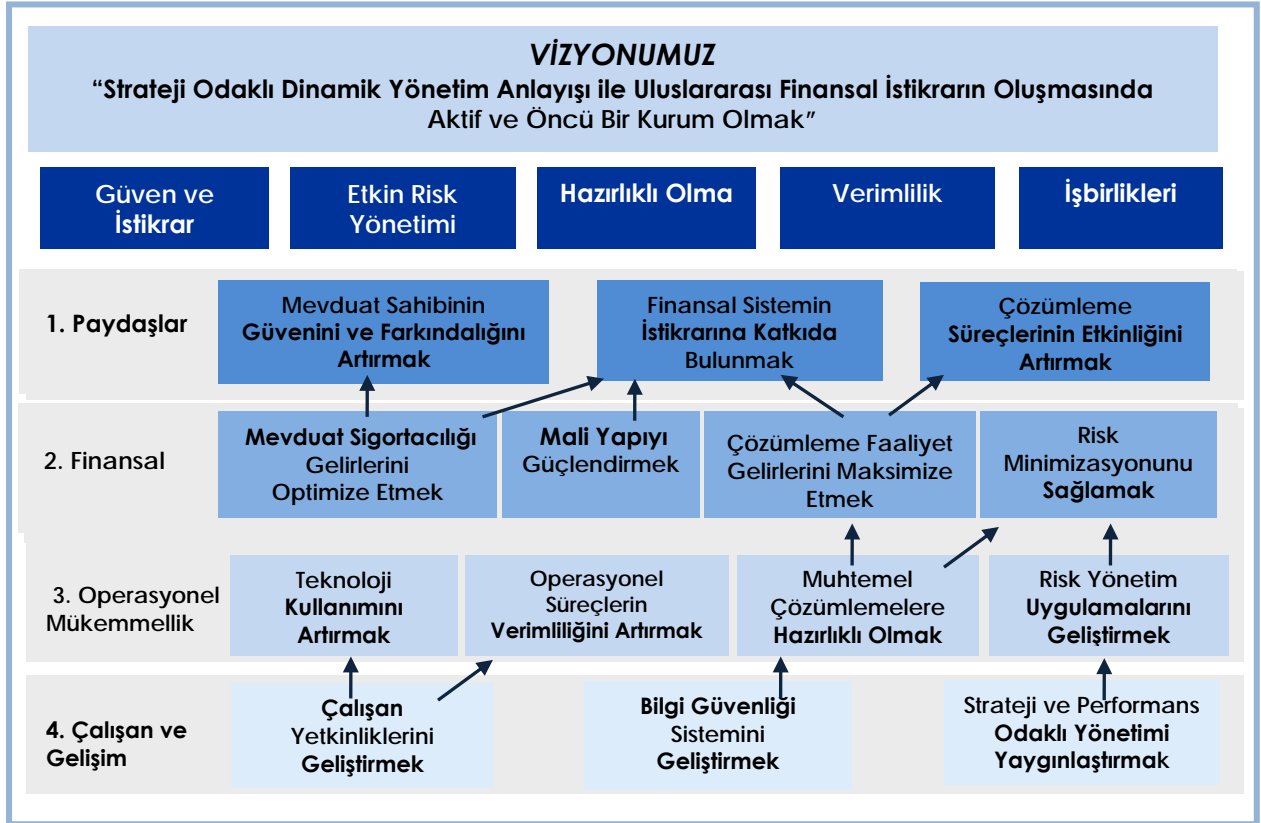 VİZYONUMUZ
“Strateji Odaklı Dinamik Yönetim Anlayışı ile Uluslararası Finansal İstikrarın Oluşmasında
Aktif ve Öncü Bir Kurum Olmak”
Güven ve
İstikrar
Etkin Risk
Yönetimi
Hazırlıklı Olma
Verimlilik
İşbirlikleri
1. Paydaşlar
Mevduat Sahibinin
Güvenini ve Farkındalığını
Artırmak
Finansal Sistemin
İstikrarına Katkıda
Bulunmak
Çözümleme
Süreçlerinin Etkinliğini
Artırmak
2. Finansal
Mevduat Sigortacılığı
Gelirlerini
Optimize Etmek
Mali Yapıyı
Güçlendirmek
Çözümleme Faaliyet
Gelirlerini Maksimize
Etmek
Risk
Minimizasyonunu
Sağlamak
3. Operasyonel
Mükemmellik
Teknoloji
Kullanımını
Artırmak
Operasyonel
Süreçlerin
Verimliliğini Artırmak
Muhtemel
Çözümlemelere
Hazırlıklı Olmak
Risk Yönetim
Uygulamalarını
Geliştirmek
4. Çalışan ve
Gelişim
Çalışan
Yetkinliklerini
Geliştirmek
Bilgi Güvenliği
Sistemini
Geliştirmek
Strateji ve Performans
Odaklı Yönetimi
Yaygınlaştırmak